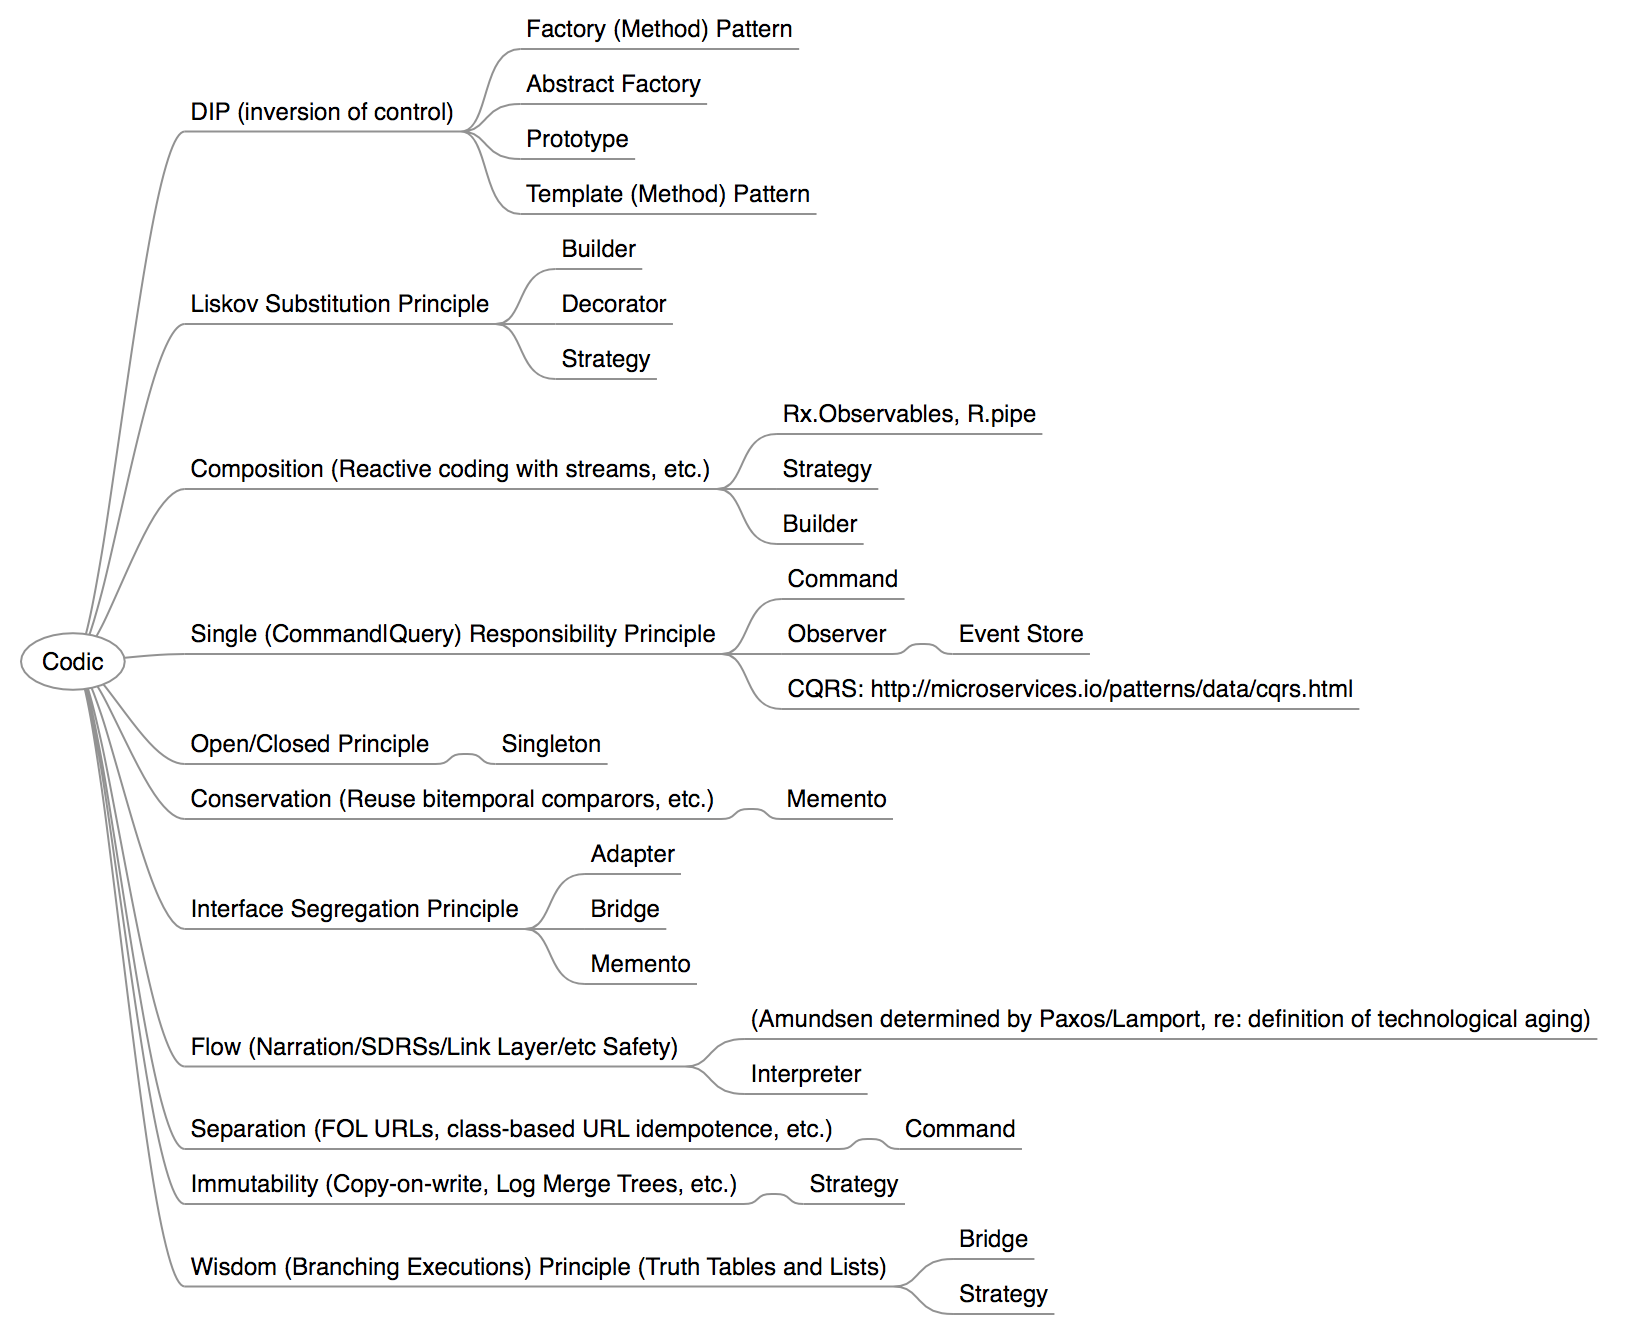 Factory (Method) Pattern
Abstract Factory
DIP (inversion of control)
Prototype
Template (Method) Pattern
Builder
Liskov Substitution Principle
Decorator
Strategy
Rx.Observables, R.pipe
Composition (Reactive coding with streams, etc.)
Strategy
Builder
Command
Single (Command|Query) Responsibility Principle
Observer
Event Store
Codic
CQRS: http://microservices.io/patterns/data/cqrs.html
Open/Closed Principle
Singleton
Conservation (Reuse bitemporal comparors, etc.)
Memento
Adapter
Interface Segregation Principle
Bridge
Memento
(Amundsen determined by Paxos/Lamport, re: definition of technological aging)
Flow (Narration/SDRSs/Link Layer/etc Safety)
Interpreter
Separation (FOL URLs, class-based URL idempotence, etc.)
Command
Immutability (Copy-on-write, Log Merge Trees, etc.)
Strategy
Bridge
Wisdom (Branching Executions) Principle (Truth Tables and Lists)
Strategy